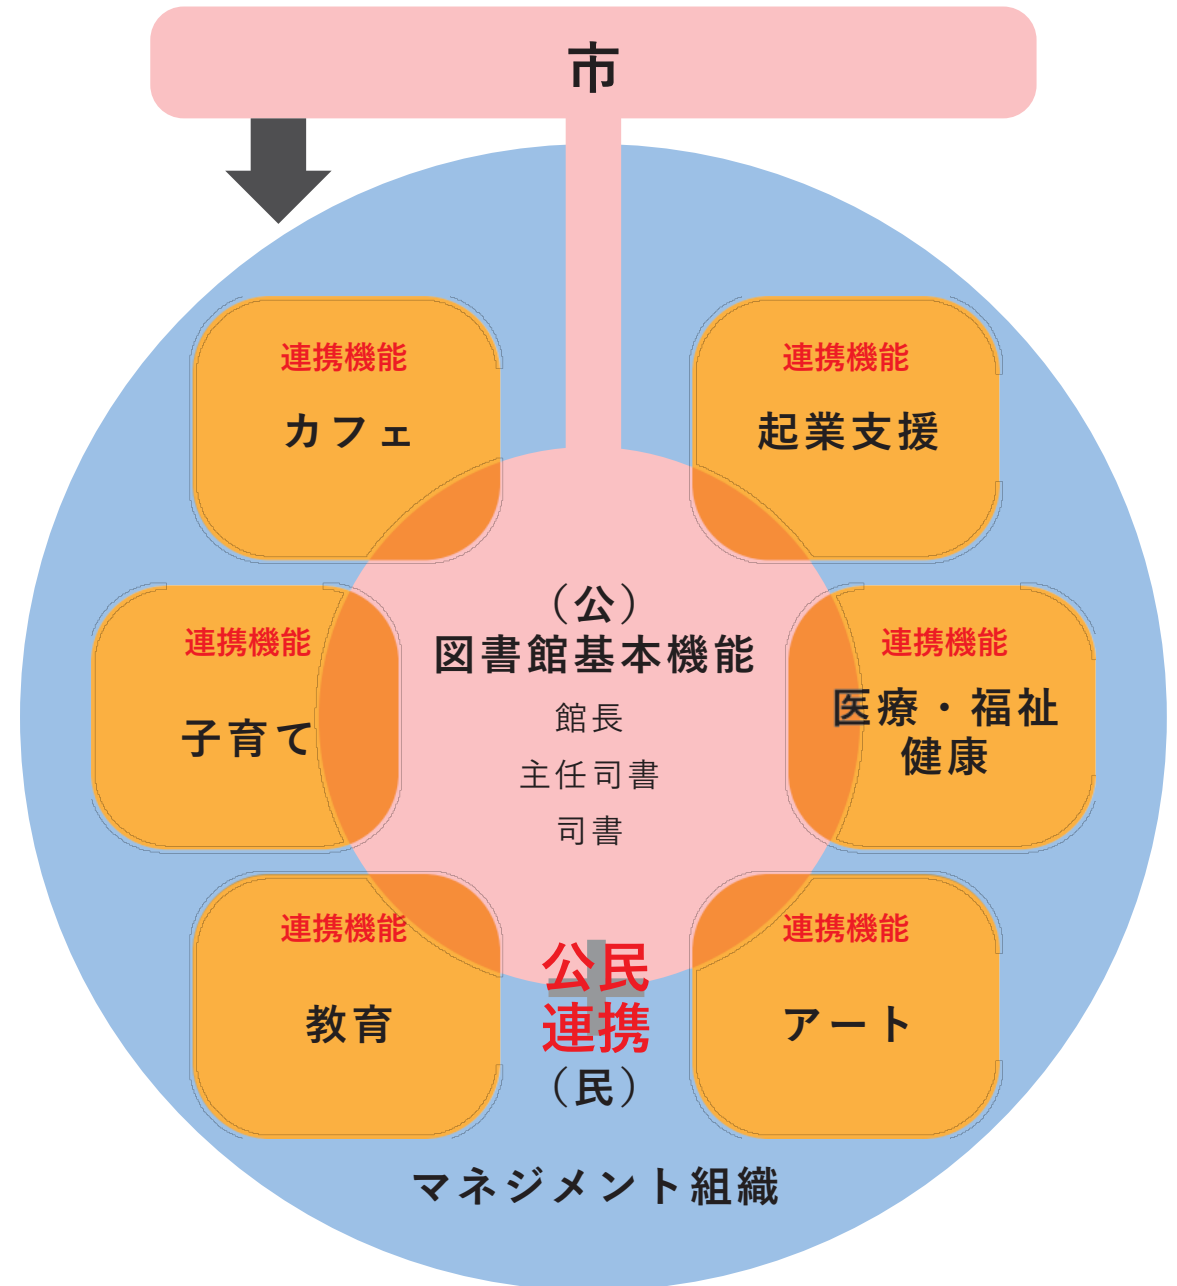 市
連携機能
カフェ
連携機能
起業支援
（公）
図書館基本機能
館長
主任司書
司書
連携機能
子育て
連携機能
医療・福祉
健康
連携機能
教育
公民
連携
（民）
連携機能
アート
マネジメント組織